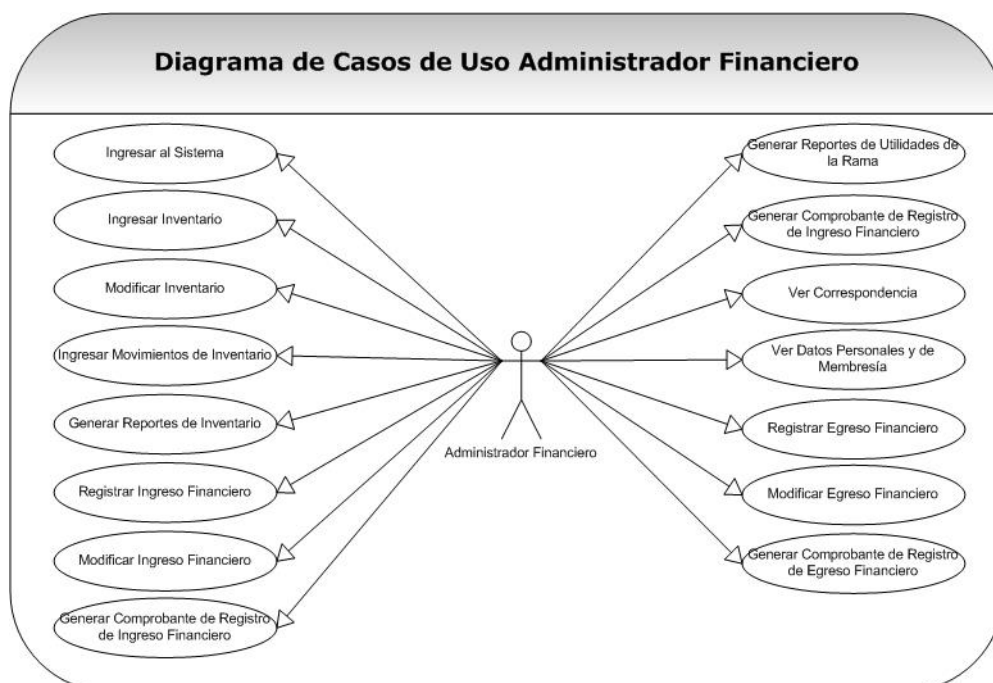 Diagrama de Casos de Uso Administrador Financiero
Ingresar al Sistema
Ingresar Inventario
Modificar Inventario
Ingresar Movimientos de Inventario
Generar Reportes de Inventario
Registrar Ingreso Financiero
Modificar Ingreso Financiero
Generar Comprobante de Registro
de Ingreso Financiero
Administrador Financiero
Generar Reportes de Utilidades de
la Rama
Generar Comprobante de Registro
de Ingreso Financiero
Ver Correspondencia
Ver Datos Personales y de
Membresía
Registrar Egreso Financiero
Modificar Egreso Financiero
Generar Comprobante de Registro
de Egreso Financiero